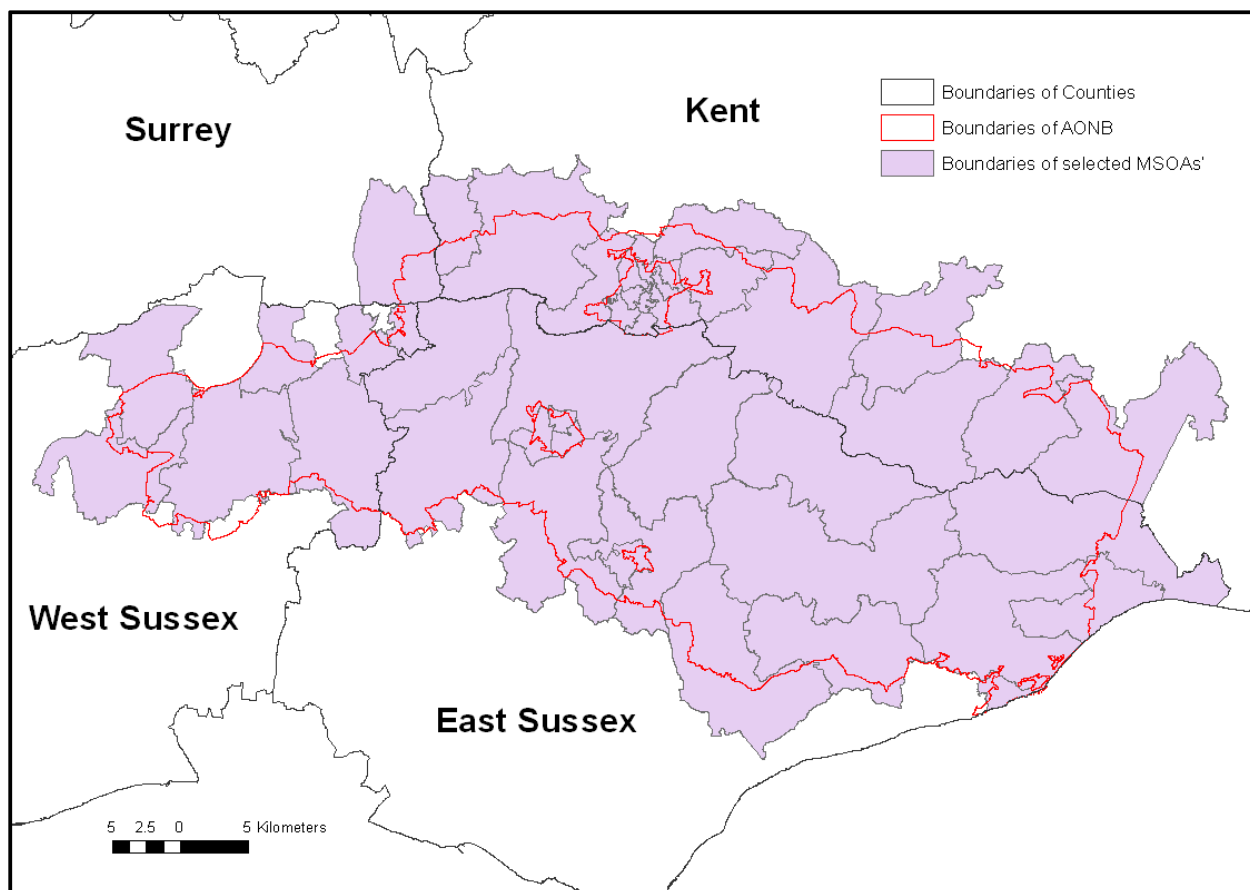 Surrey
Kent
Boundaries of Counties
Boundaries of AONB
Boundaries of selected MSOAs'
West Sussex
East Sussex
5 2.5 0 5 Kilometers